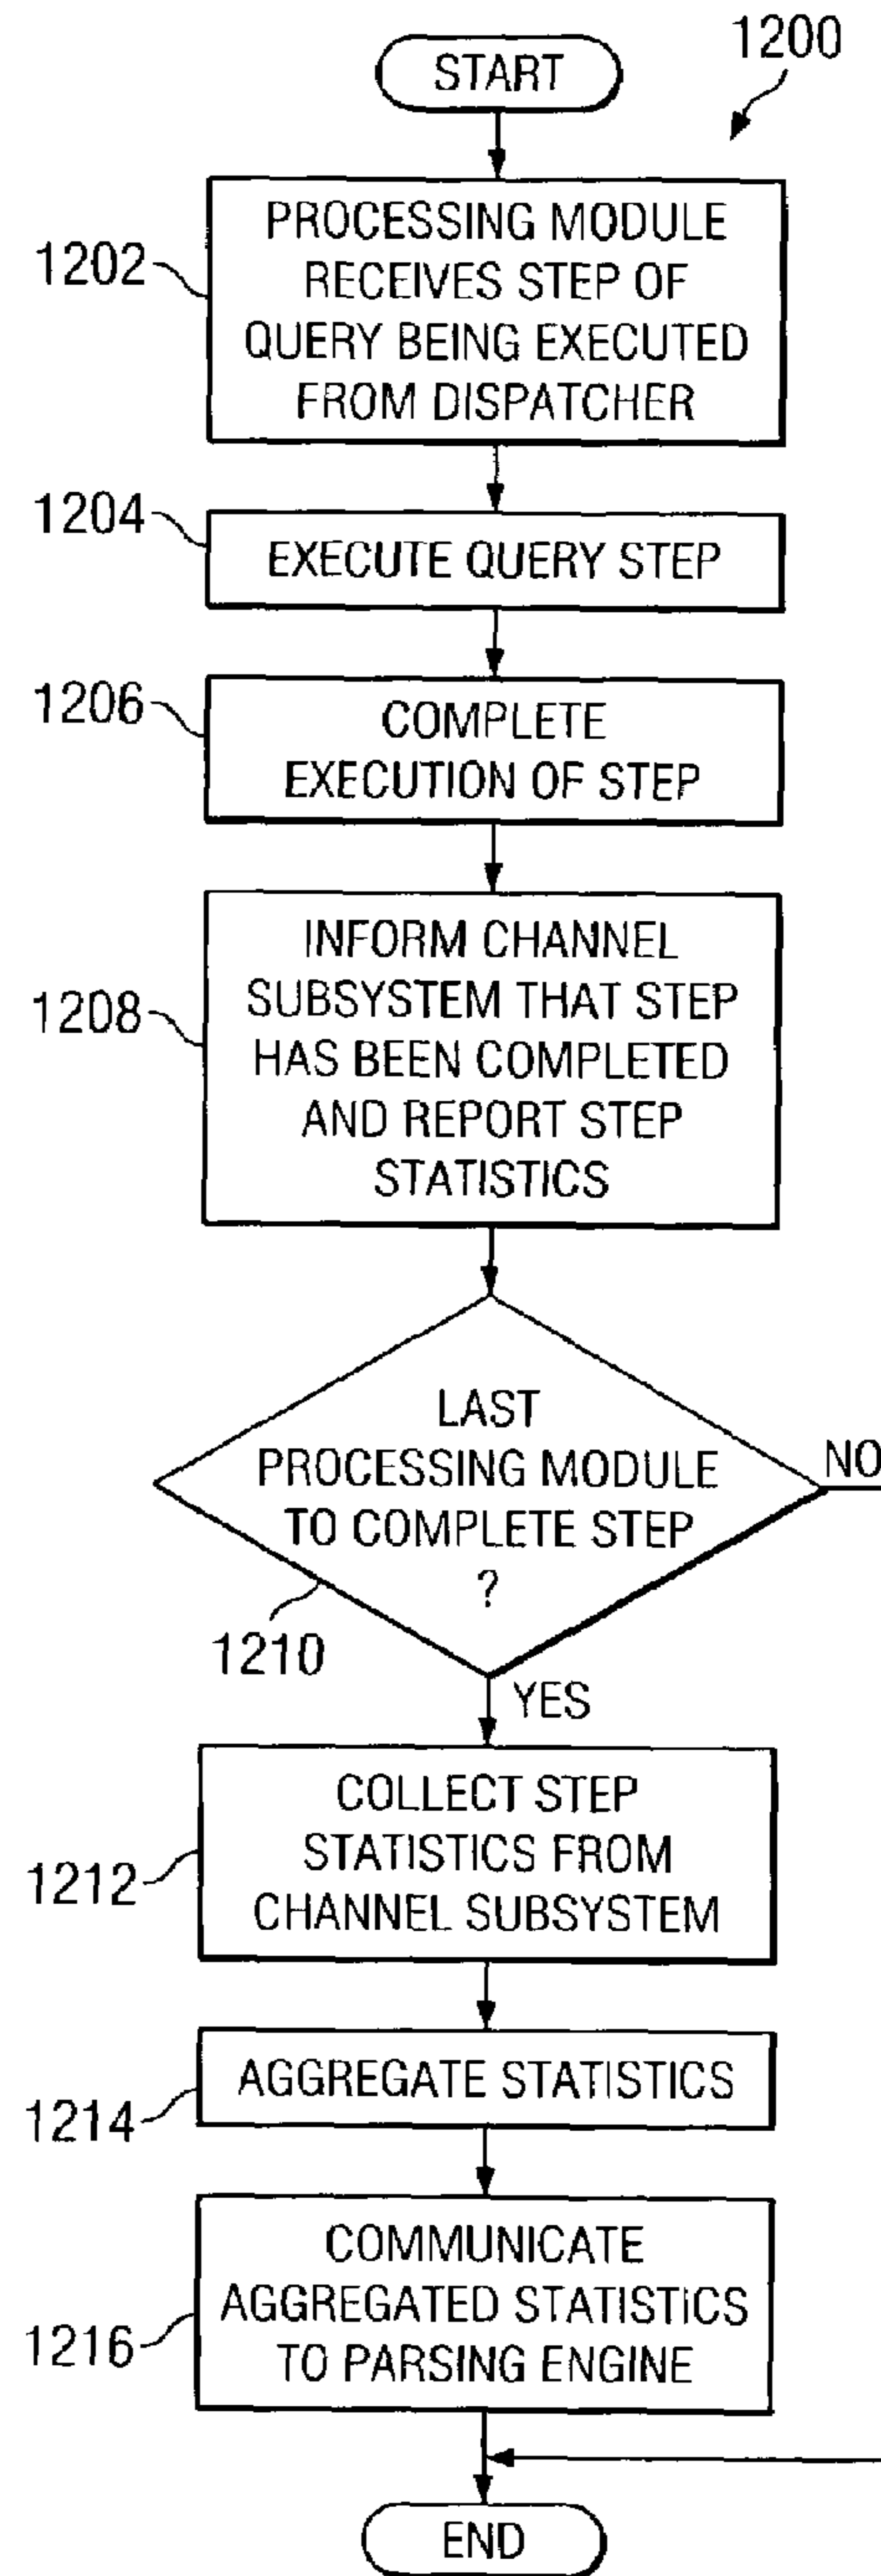 START
1200
1202
PROCESSING MODULE
RECEIVES STEP OF
QUERY BEING EXECUTED
FROM DISPATCHER
1204
EXECUTE QUERY STEP
1206
COMPLETE
EXECUTION OF STEP
1208
INFORM CHANNEL
SUBSYSTEM THAT STEP
HAS BEEN COMPLETED
AND REPORT STEP
STATISTICS
LAST
PROCESSING MODULE
TO COMPLETE STEP
?
NO
1210
YES
1212
COLLECT STEP
STATISTICS FROM
CHANNEL SUBSYSTEM
1214
AGGREGATE STATISTICS
1216
COMMUNICATE
AGGREGATED STATISTICS
TO PARSING ENGINE
END